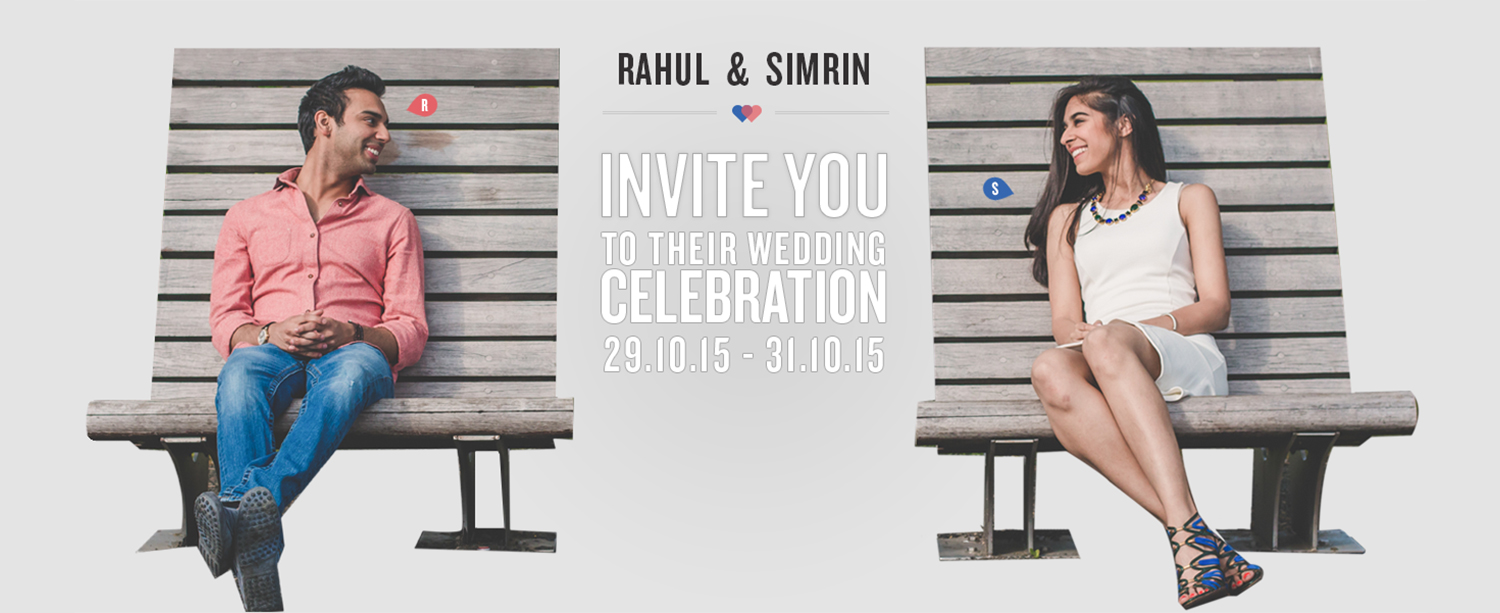 RAHUL & SIMRIN
R
INVITE YOU
S
TO THEIR WEDDING
CELEBRATION
29.10.15 - 31.10.15